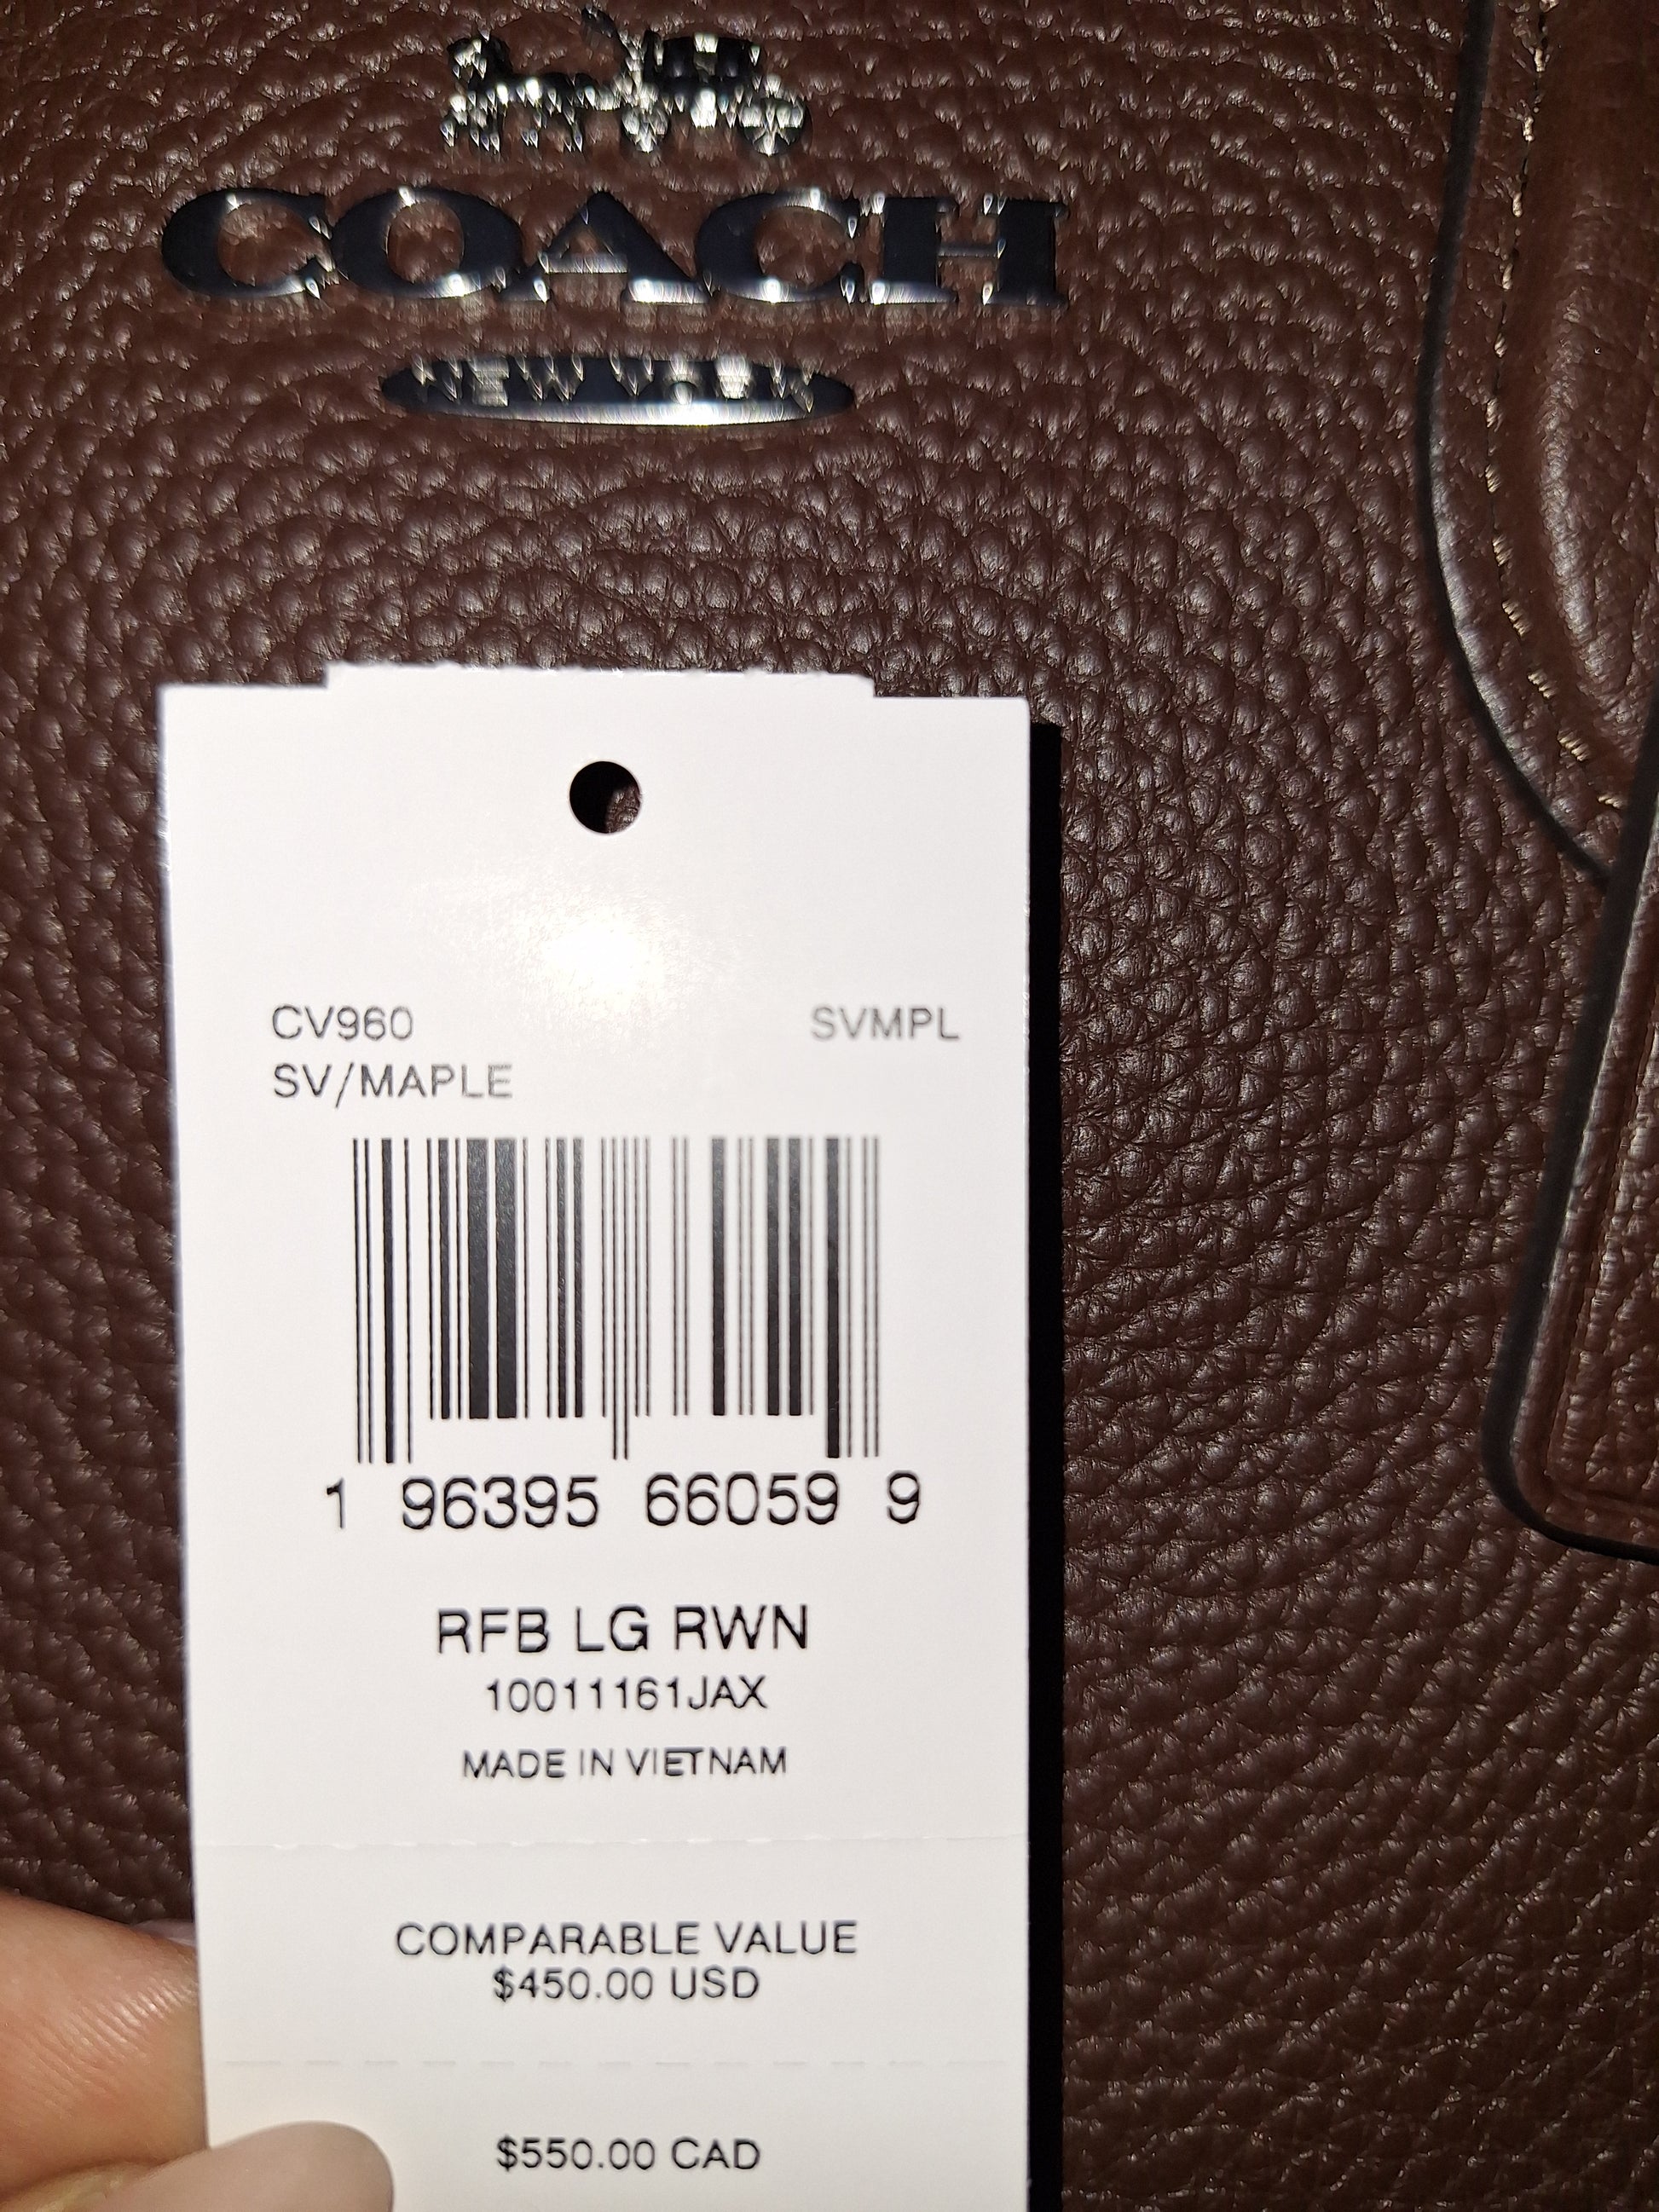 COACH
NEW YORK
CV960 SVMPL
SV/MAPLE
1 96395 66059 9
RFB LG RWN
10011161JAX
MADE IN VIETNAM
COMPARABLE VALUE
$450.00 USD
$550.00 CAD